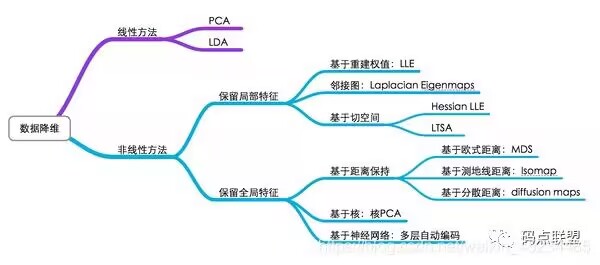 数据降维
线性方法
PCA
LDA
非线性方法
保留局部特征
基于重建权值：LLE
邻接图：Laplacian Eigenmaps
基于切空间
Hessian LLE
LTSA
保留全局特征
基于距离保持
基于欧式距离：MDS
基于测地线距离：Isomap
基于分散距离：diffusion maps
基于核：核PCA
基于神经网络：多层自动编码
码点联盟